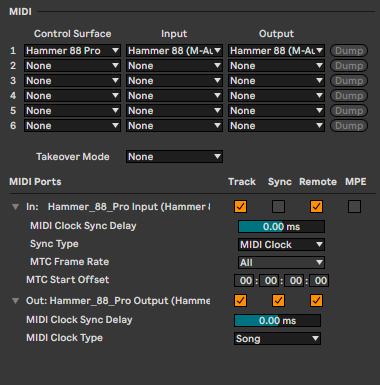 MIDI
Control Surface Input Output
1 Hammer 88 Pro Hammer 88 (M-Au Hammer 88 (M-Au Dump
2 None None None Dump
3 None None None Dump
4 None None None Dump
5 None None None Dump
6 None None None Dump
Takeover Mode None
MIDI Ports Track Sync Remote MPE
In: Hammer_88_Pro Input (Hammer 8
MIDI Clock Sync Delay 0.00 ms
Sync Type MIDI Clock
MTC Frame Rate All
MTC Start Offset 00 : 00 : 00 : 00
Out: Hammer_88_Pro Output (Hamme
MIDI Clock Sync Delay 0.00 ms
MIDI Clock Type Song